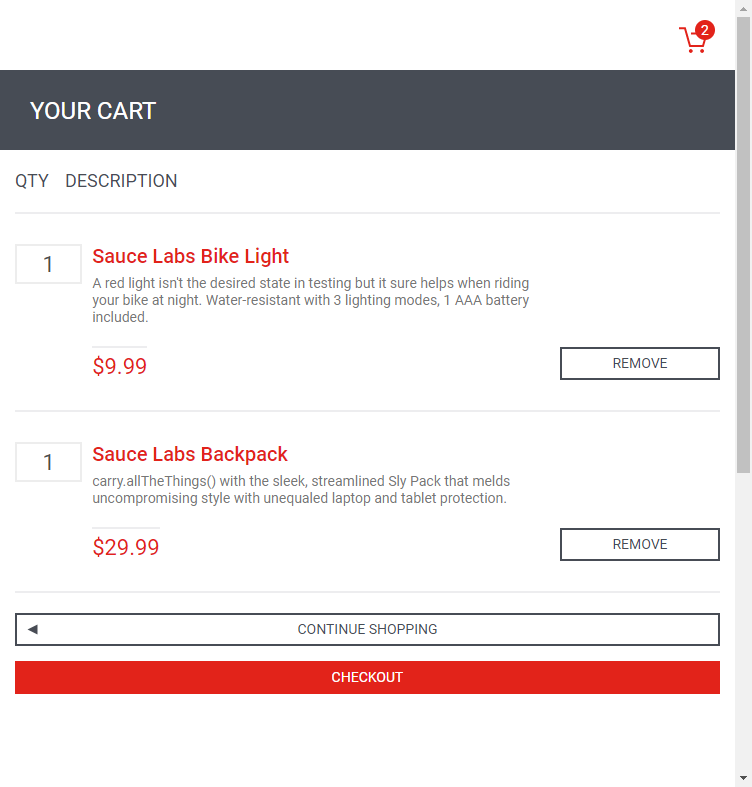 2
YOUR CART
QTY DESCRIPTION
1
Sauce Labs Bike Light
A red light isn't the desired state in testing but it sure helps when riding
your bike at night. Water-resistant with 3 lighting modes, 1 AAA battery
included.
$9.99
REMOVE
1
Sauce Labs Backpack
carry.allTheThings() with the sleek, streamlined Sly Pack that melds
uncompromising style with unequaled laptop and tablet protection.
$29.99
REMOVE
CONTINUE SHOPPING
CHECKOUT